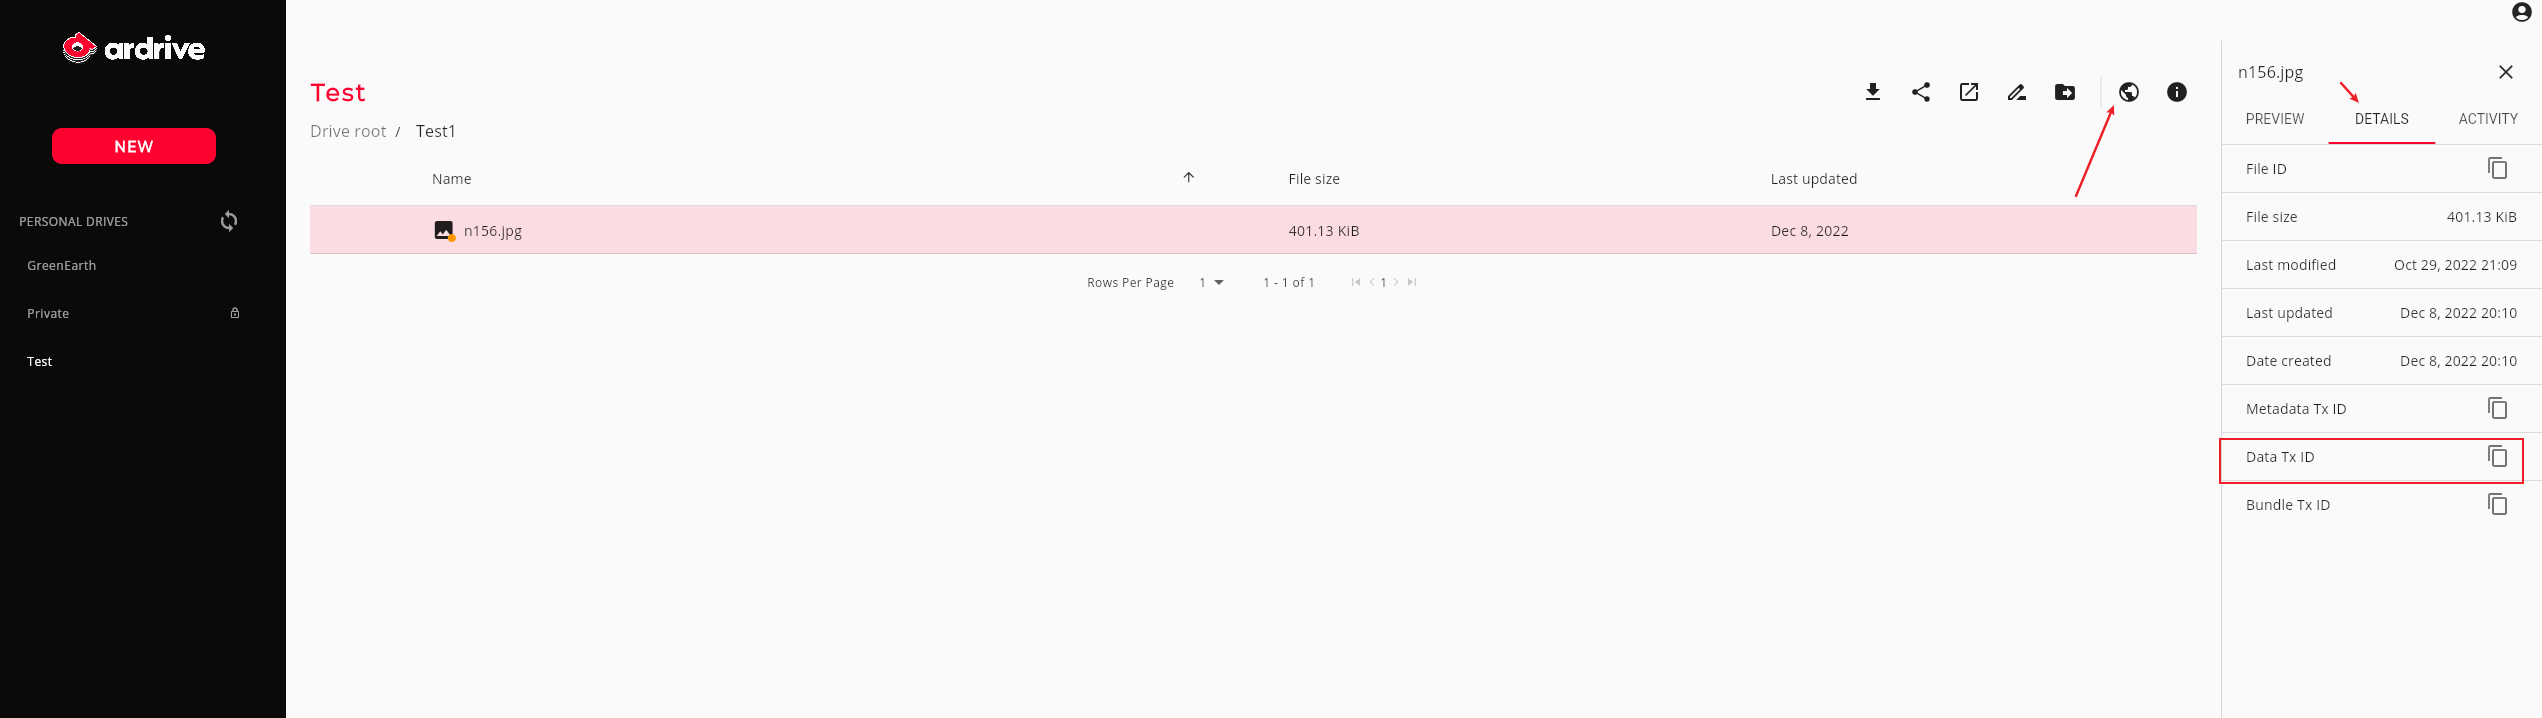 ardrive
NEW
PERSONAL DRIVES
GreenEarth
Private
Test
Test
Drive root / Test1
Name File size Last updated
n156.jpg 401.13 KiB Dec 8, 2022
Rows Per Page 1 1 - 1 of 1 1
n156.jpg
PREVIEW DETAILS ACTIVITY
File ID
File size 401.13 KiB
Last modified Oct 29, 2022 21:09
Last updated Dec 8, 2022 20:10
Date created Dec 8, 2022 20:10
Metadata Tx ID
Data Tx ID
Bundle Tx ID